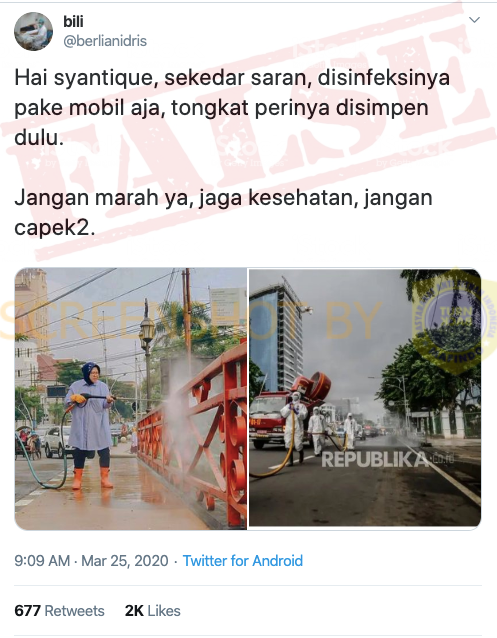 bili
@berlianidris
Hai syantique, sekedar saran, disinfeksinya
pake mobil aja, tongkat perinya disimpen
dulu.
Jangan marah ya, jaga kesehatan, jangan
capek2.
FALSE
SCREENSHOT BY
REPUBLIKA.co.id
9:09 AM · Mar 25, 2020 · Twitter for Android
677 Retweets 2K Likes